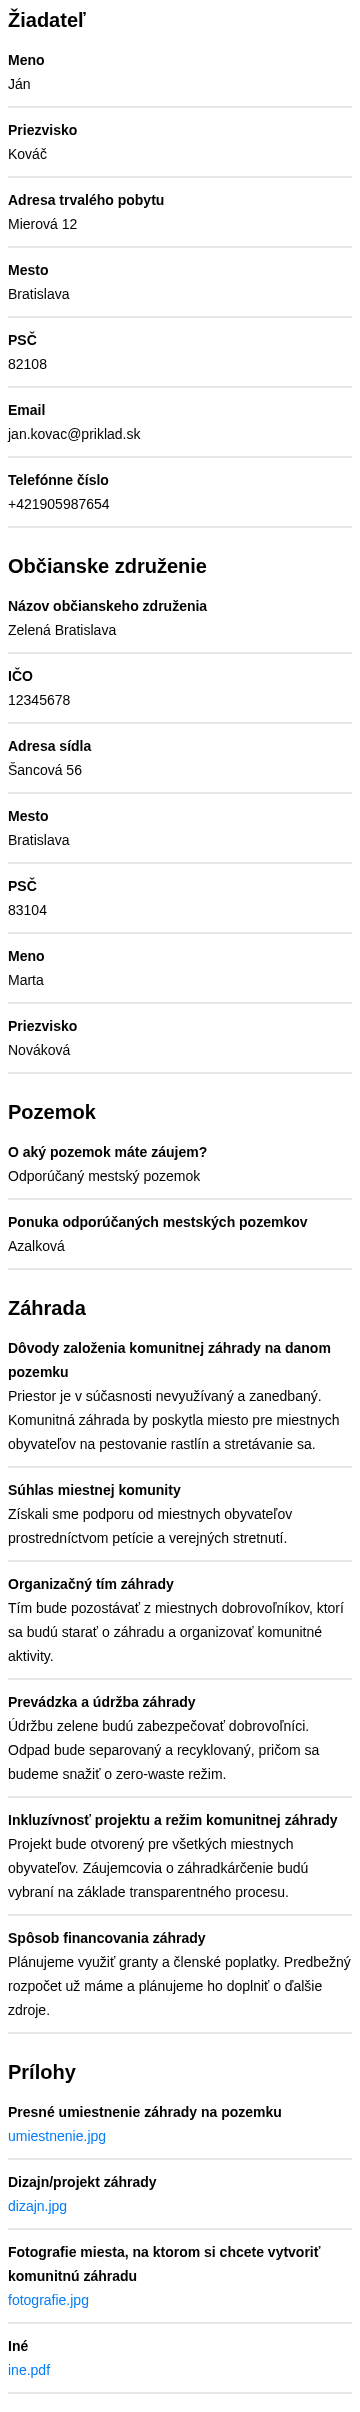 Žiadateľ
Meno
Ján
Priezvisko
Kováč
Adresa trvalého pobytu
Mierová 12
Mesto
Bratislava
PSČ
82108
Email
jan.kovac@priklad.sk
Telefónne číslo
+421905987654
Občianske združenie
Názov občianskeho združenia
Zelená Bratislava
IČO
12345678
Adresa sídla
Šancová 56
Mesto
Bratislava
PSČ
83104
Meno
Marta
Priezvisko
Nováková
Pozemok
O aký pozemok máte záujem?
Odporúčaný mestský pozemok
Ponuka odporúčaných mestských pozemkov
Azalková
Záhrada
Dôvody založenia komunitnej záhrady na danom
pozemku
Priestor je v súčasnosti nevyužívaný a zanedbaný.
Komunitná záhrada by poskytla miesto pre miestnych
obyvateľov na pestovanie rastlín a stretávanie sa.
Súhlas miestnej komunity
Získali sme podporu od miestnych obyvateľov
prostredníctvom petície a verejných stretnutí.
Organizačný tím záhrady
Tím bude pozostávať z miestnych dobrovoľníkov, ktorí
sa budú starať o záhradu a organizovať komunitné
aktivity.
Prevádzka a údržba záhrady
Údržbu zelene budú zabezpečovať dobrovoľníci.
Odpad bude separovaný a recyklovaný, pričom sa
budeme snažiť o zero-waste režim.
Inkluzívnosť projektu a režim komunitnej záhrady
Projekt bude otvorený pre všetkých miestnych
obyvateľov. Záujemcovia o záhradkárčenie budú
vybraní na základe transparentného procesu.
Spôsob financovania záhrady
Plánujeme využiť granty a členské poplatky. Predbežný
rozpočet už máme a plánujeme ho doplniť o ďalšie
zdroje.
Prílohy
Presné umiestnenie záhrady na pozemku
umiestnenie.jpg
Dizajn/projekt záhrady
dizajn.jpg
Fotografie miesta, na ktorom si chcete vytvoriť
komunitnú záhradu
fotografie.jpg
Iné
ine.pdf